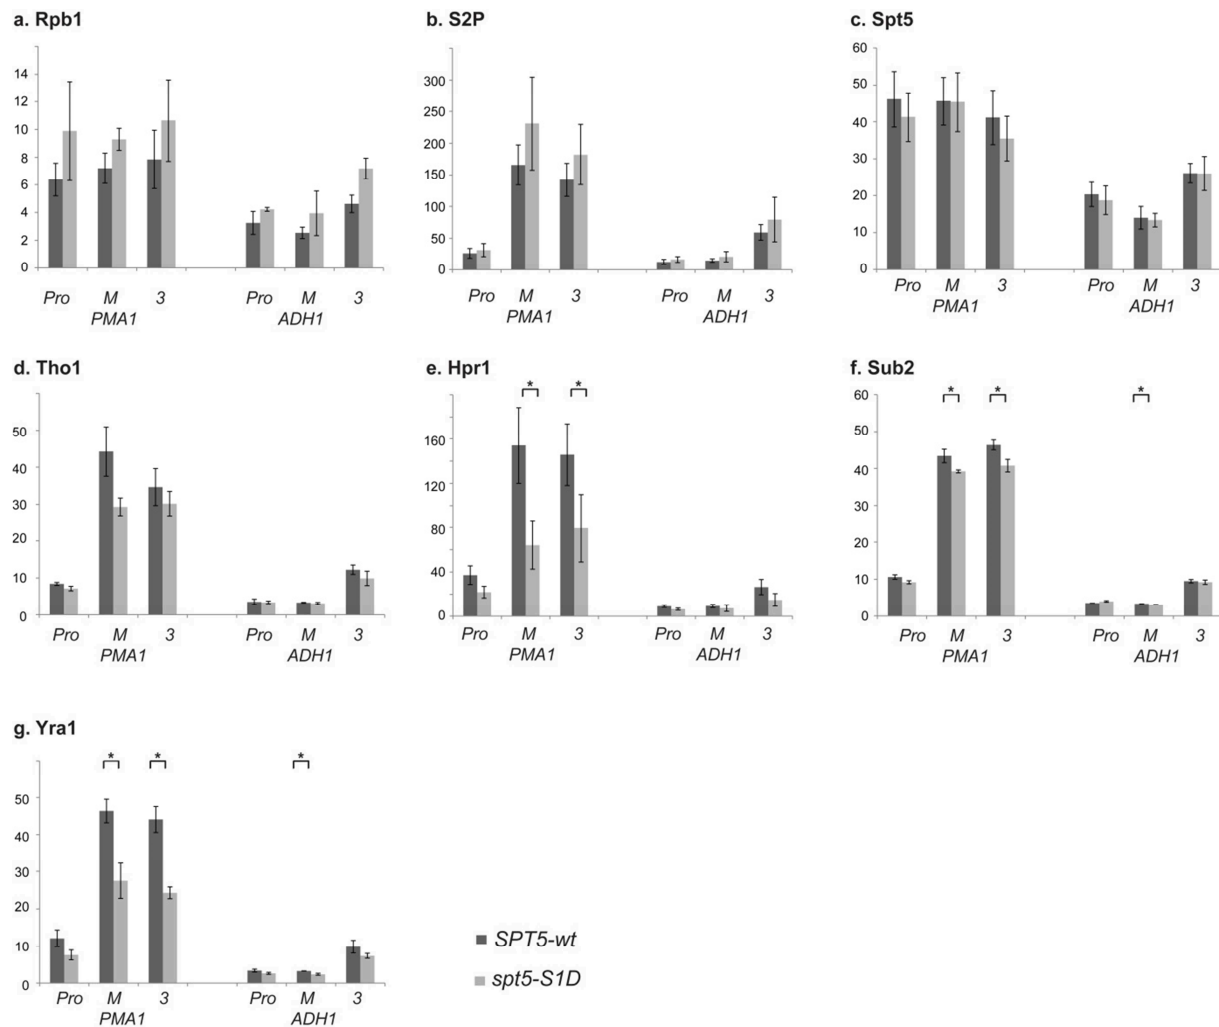 a. Rpb1
b. S2P
c. Spt5
14
12
10
8
6
4
2
0
Pro M 3 Pro M 3
PMA1 ADH1
300
250
200
150
100
50
0
Pro M 3 Pro M 3
PMA1 ADH1
60
50
40
30
20
10
0
Pro M 3 Pro M 3
PMA1 ADH1
d. Tho1
e. Hpr1
f. Sub2
50
40
30
20
10
0
Pro M 3 Pro M 3
PMA1 ADH1
* *
160
120
80
40
0
Pro M 3 Pro M 3
PMA1 ADH1
* * *
60
50
40
30
20
10
0
Pro M 3 Pro M 3
PMA1 ADH1
g. Yra1
* * *
50
40
30
20
10
0
Pro M 3 Pro M 3
PMA1 ADH1
SPT5-wt
spt5-S1D